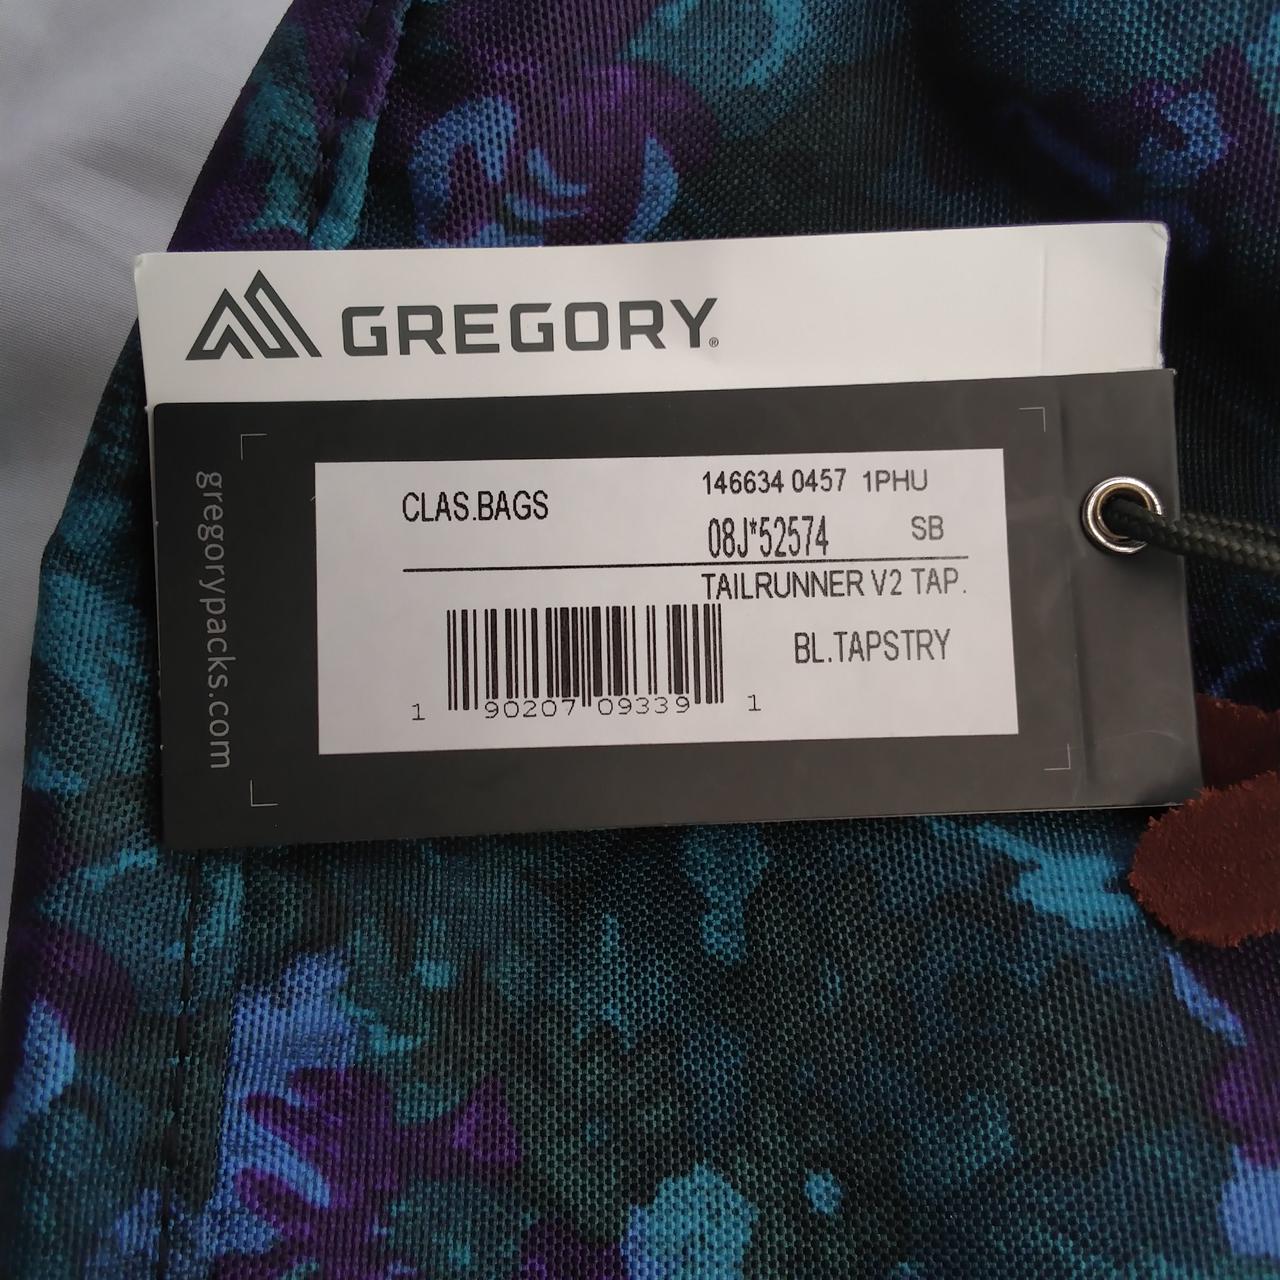 GREGORY®
gregorypacks.com
CLAS.BAGS
146634 0457 1PHU
08J*52574 SB
TAILRUNNER V2 TAP.
BL.TAPSTRY
1 90207 09339 1